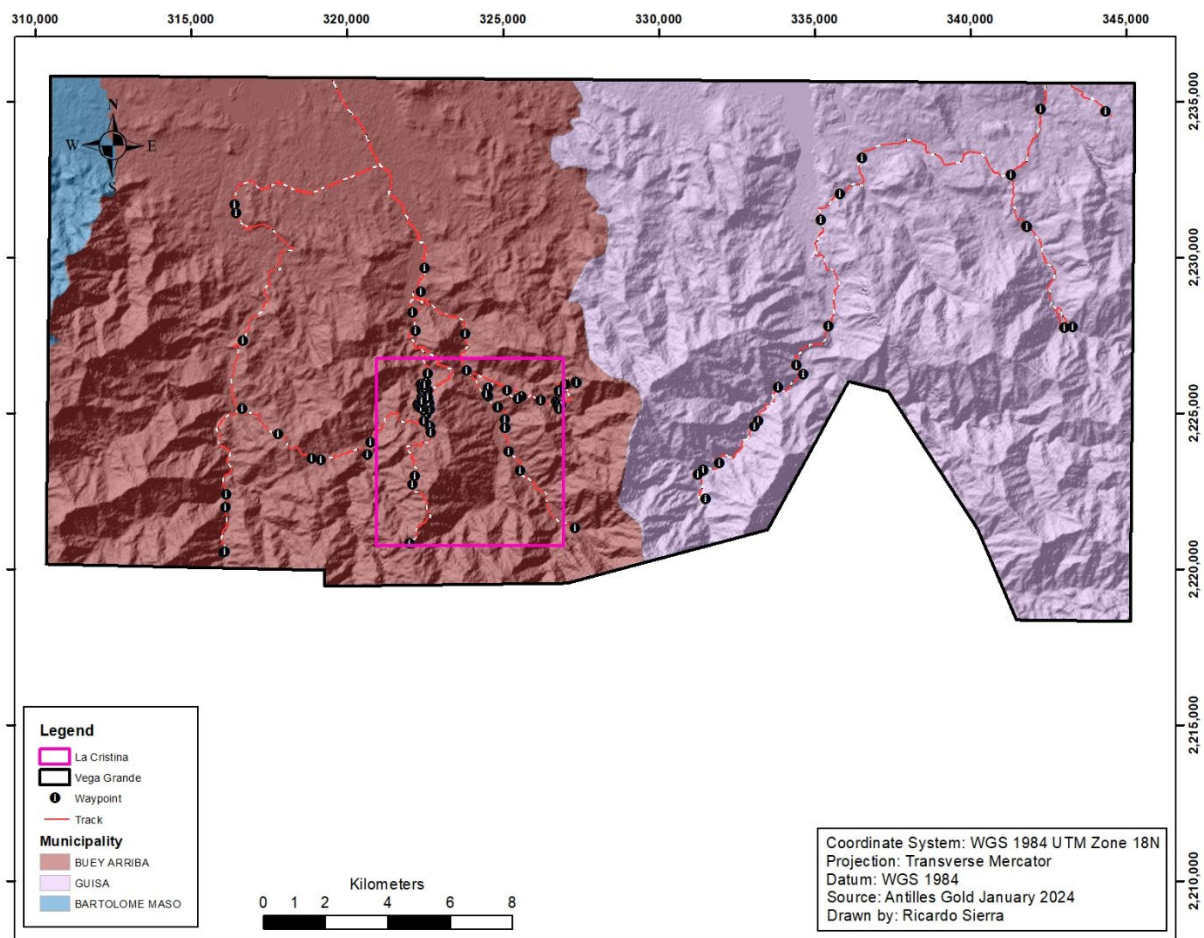 310,000 315,000 320,000 325,000 330,000 335,000 340,000 345,000
2,235,000
2,230,000
2,225,000
2,220,000
2,215,000
2,210,000
N
W E
S
Legend
La Cristina
Vega Grande
Waypoint
Track
Municipality
BUEY ARRIBA
GUISA
BARTOLOME MASO
Kilometers
0 1 2 4 6 8
Coordinate System: WGS 1984 UTM Zone 18N
Projection: Transverse Mercator
Datum: WGS 1984
Source: Antilles Gold January 2024
Drawn by: Ricardo Sierra